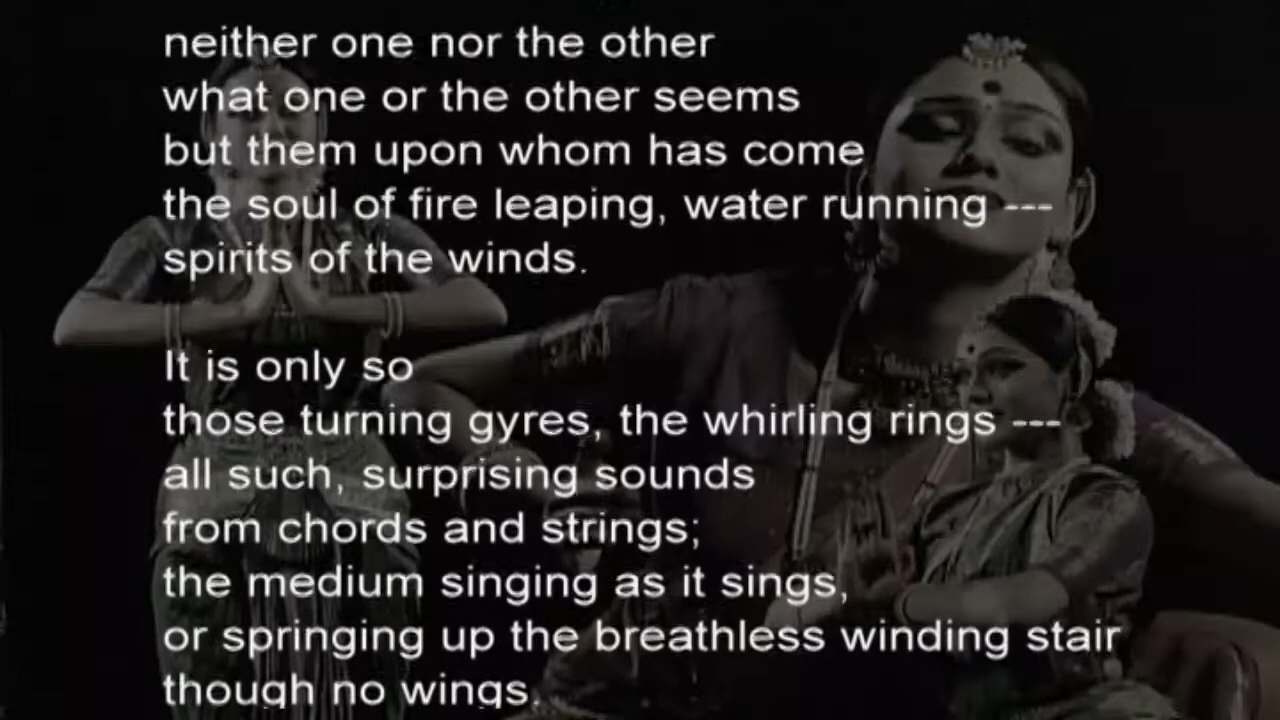 neither one nor the other
what one or the other seems
but them upon whom has come
the soul of fire leaping, water running ---
spirits of the winds.
It is only so
those turning gyres, the whirling rings ---
all such, surprising sounds
from chords and strings;
the medium singing as it sings,
or springing up the breathless winding stair
though no wings.